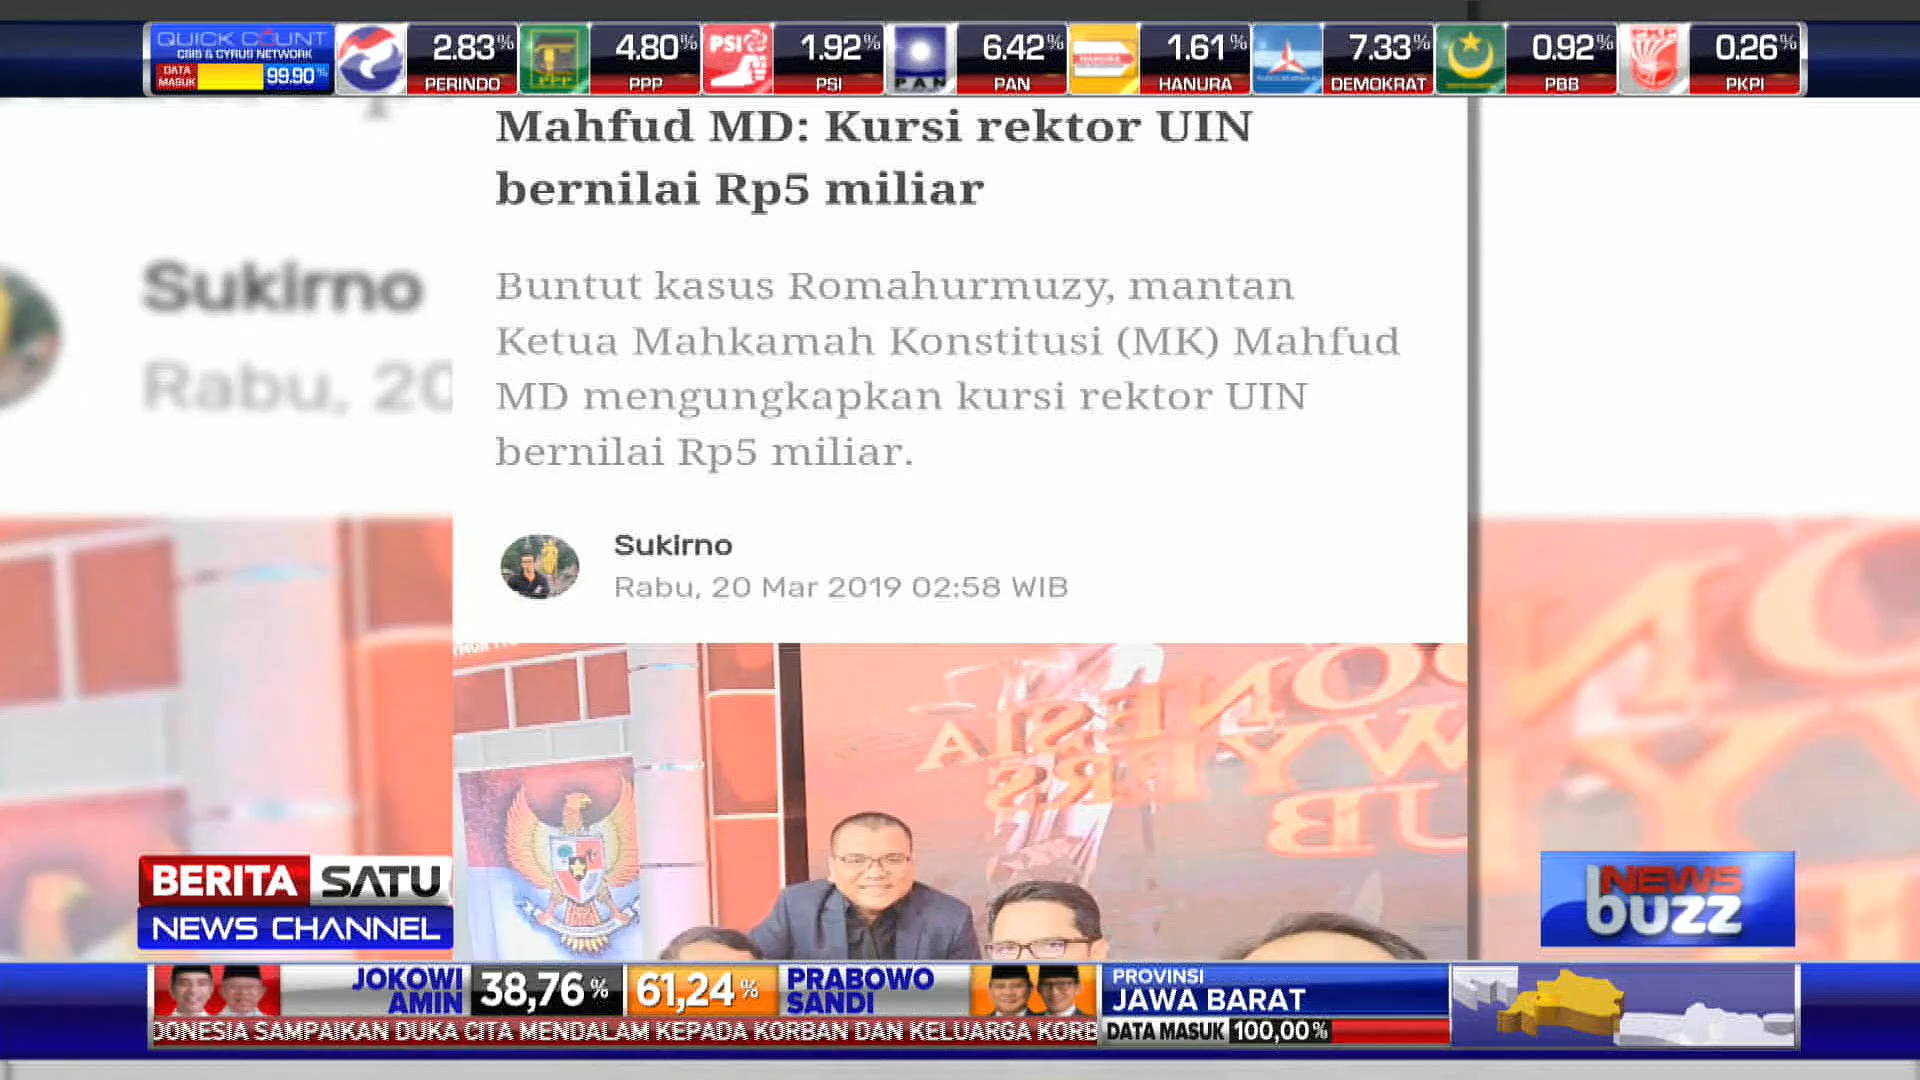 QUICK COUNT
CSIS & CYRUS NETWORK
DATA MASUK 99.90%
2.83% PERINDO
PPP
4.80% PPP
PSI
1.92% PSI
PAN
6.42% PAN
HANURA
1.61% HANURA
7.33% DEMOKRAT
0.92% PBB
PKP
0.26% PKPI
Mahfud MD: Kursi rektor UIN
bernilai Rp5 miliar
Buntut kasus Romahurmuzy, mantan
Ketua Mahkamah Konstitusi (MK) Mahfud
MD mengungkapkan kursi rektor UIN
bernilai Rp5 miliar.
Sukirno
Rabu, 20
Sukirno
Rabu, 20 Mar 2019 02:58 WIB
BERITA SATU
NEWS CHANNEL
NEWS
buzz
JOKOWI
AMIN
38,76%
61,24%
PRABOWO
SANDI
PROVINSI
JAWA BARAT
DATA MASUK 100,00%
DONESIA SAMPAIKAN DUKA CITA MENDALAM KEPADA KORBAN DAN KELUARGA KORB